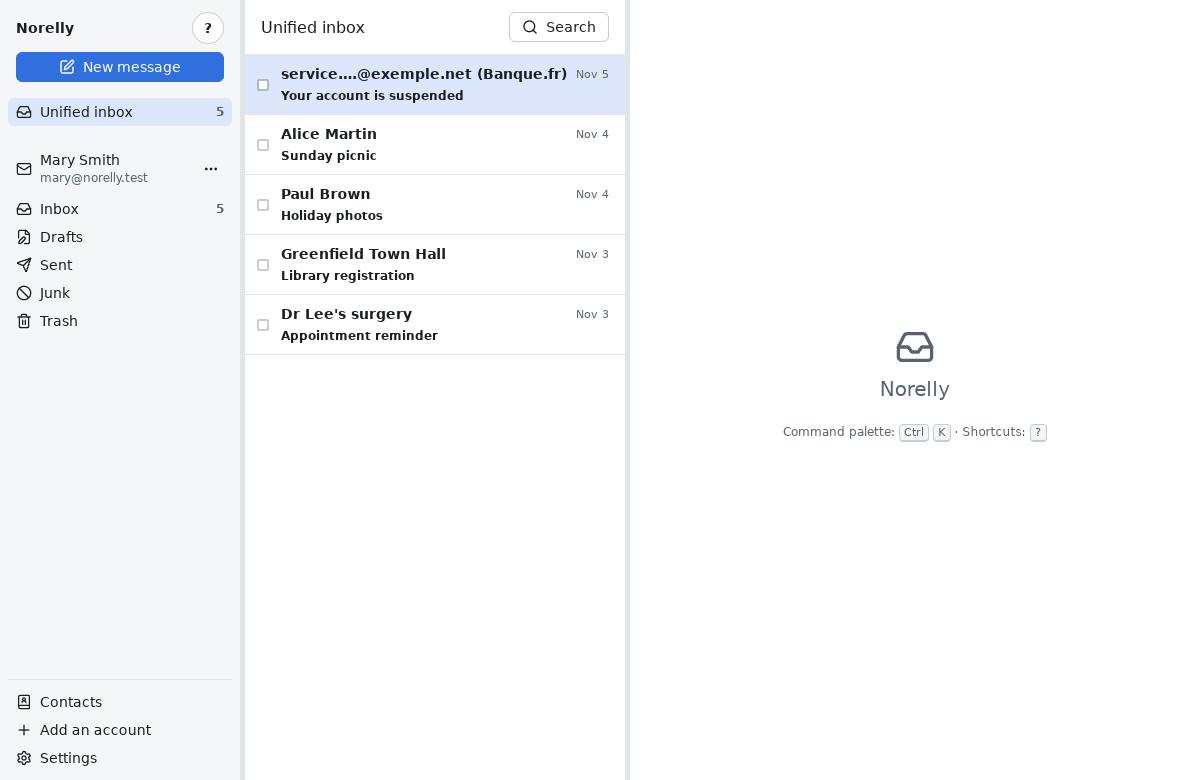 Norelly
?
New message
Unified inbox 5
Mary Smith
mary@norelly.test
Inbox 5
Drafts
Sent
Junk
Trash
Contacts
Add an account
Settings
Unified inbox
Search
service....@exemple.net (Banque.fr) Nov 5
Your account is suspended
Alice Martin Nov 4
Sunday picnic
Paul Brown Nov 4
Holiday photos
Greenfield Town Hall Nov 3
Library registration
Dr Lee's surgery Nov 3
Appointment reminder
Norelly
Command palette: Ctrl K · Shortcuts: ?